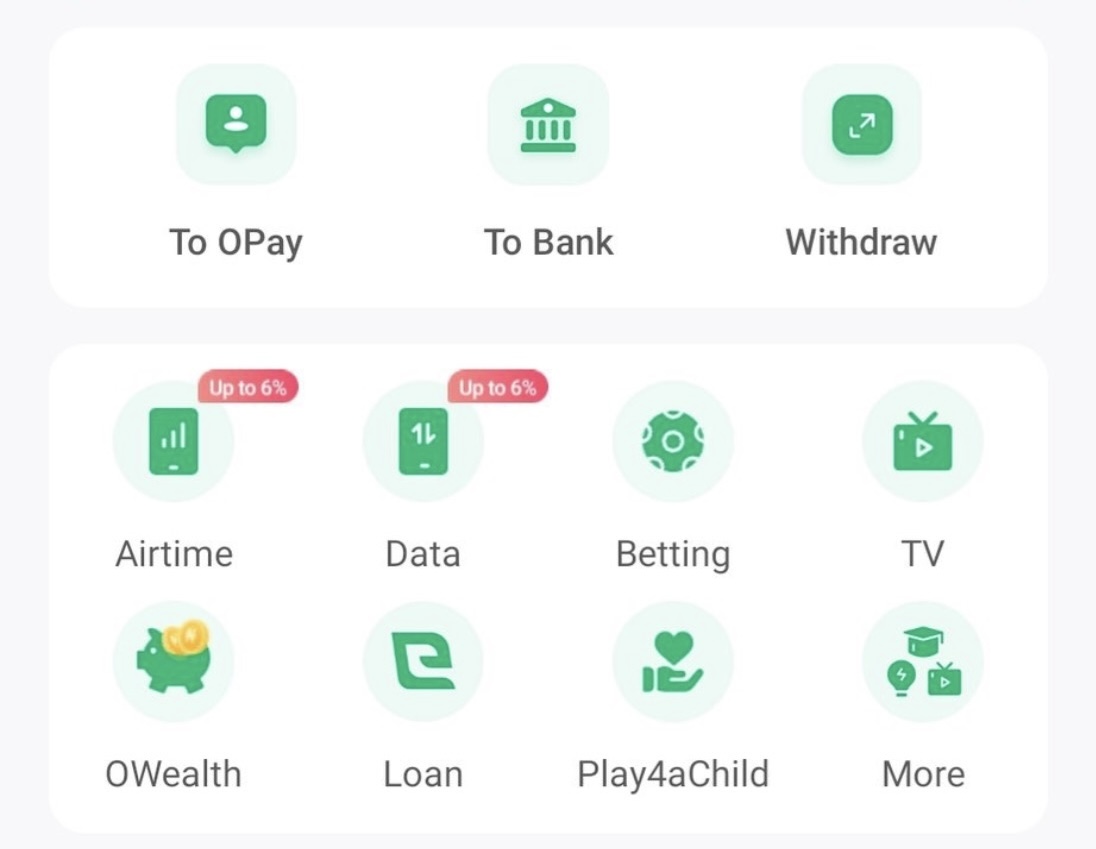 To OPay
To Bank
Withdraw
Up to 6%
Up to 6%
Airtime
Data
Betting
TV
OWealth
Loan
Play4aChild
More